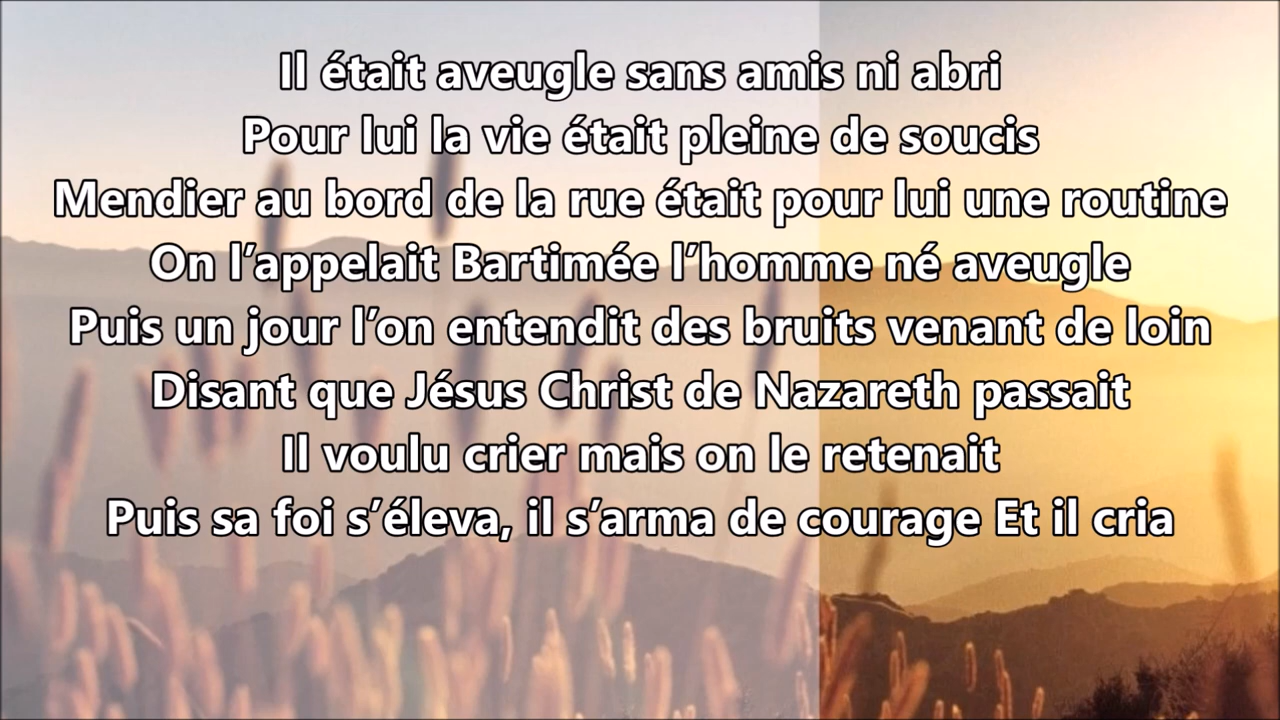 Il était aveugle sans amis ni abri
Pour lui la vie était pleine de soucis
Mendier au bord de la rue était pour lui une routine
On l’appelait Bartimée l’homme né aveugle
Puis un jour l’on entendit des bruits venant de loin
Disant que Jésus Christ de Nazareth passait
Il voulu crier mais on le retenait
Puis sa foi s’éleva, il s’arma de courage Et il cria